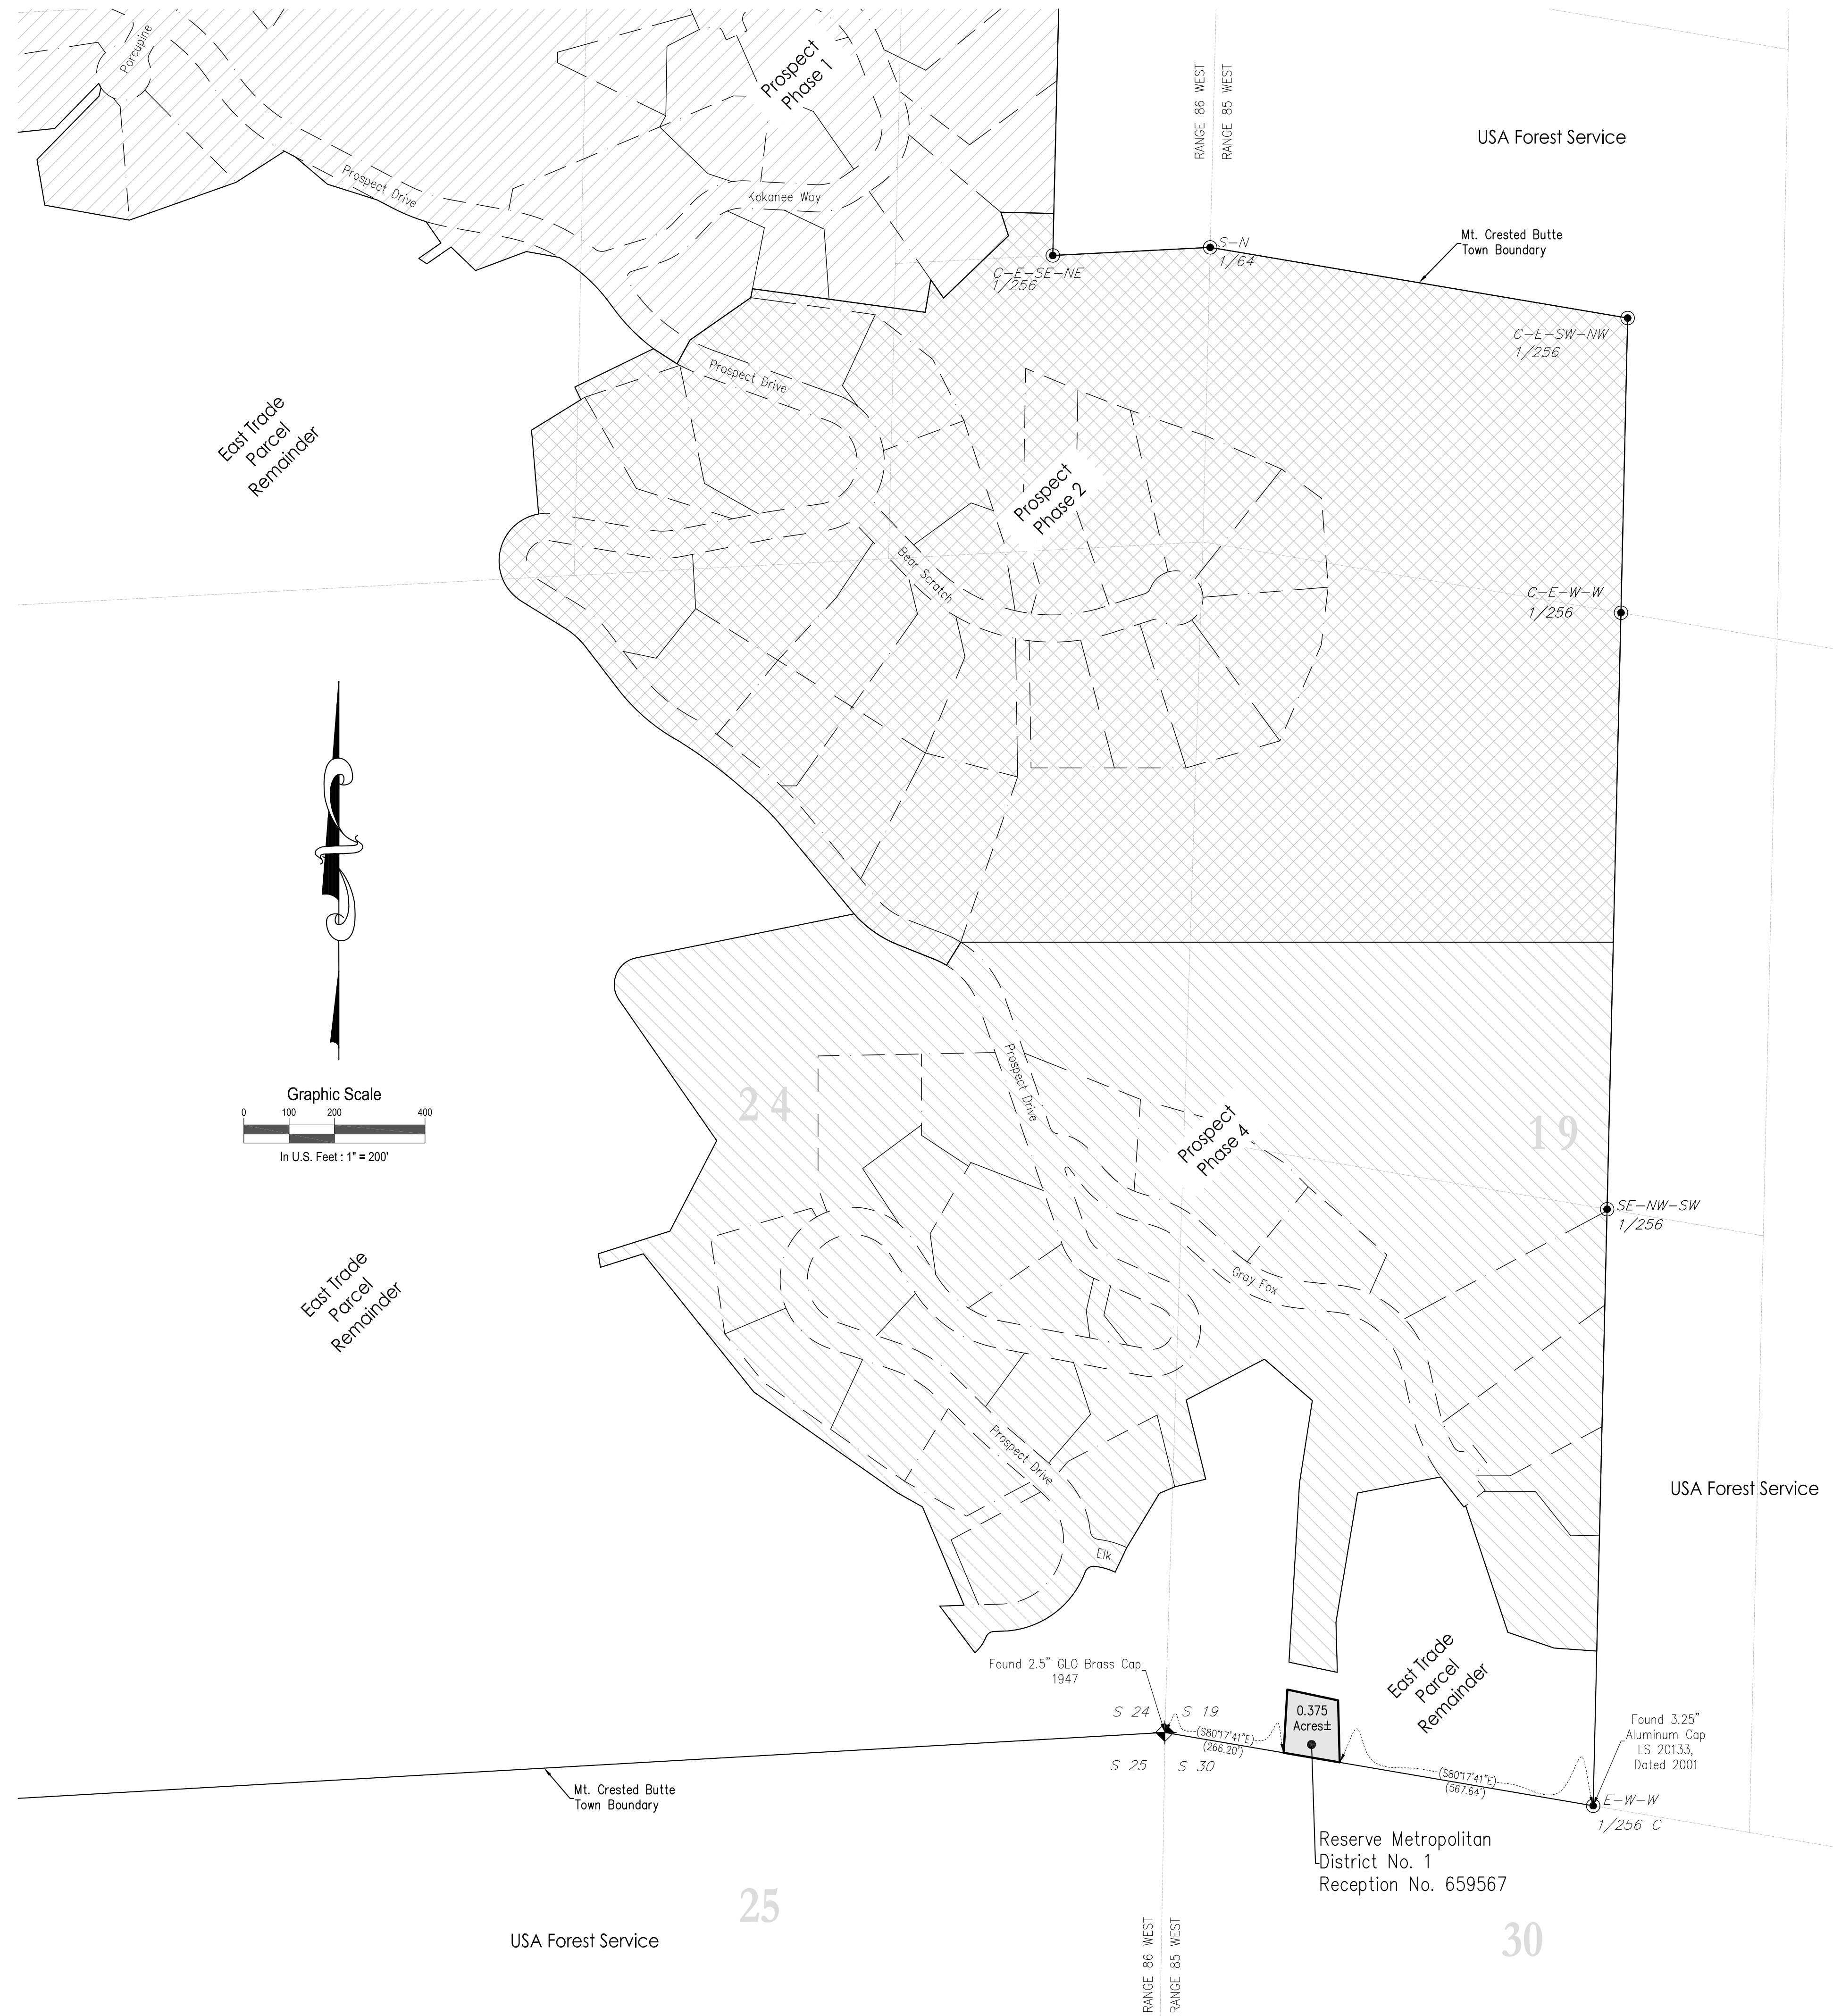 Porcupine
Prospect
Phase 1
RANGE 86 WEST
RANGE 85 WEST
USA Forest Service
Prospect Drive
Kokanee Way
Mt. Crested Butte
Town Boundary
S-N
1/64
C-E-SE-NE
1/256
C-E-SW-NW
1/256
Prospect Drive
East Trade
Parcel
Remainder
Prospect
Phase 2
Bear Scratch
C-E-W-W
1/256
Graphic Scale
0 100 200 400
In U.S. Feet : 1" = 200'
24
Prospect Drive
Prospect
Phase 4
19
SE-NW-SW
1/256
East Trade
Parcel
Remainder
Gray Fox
Prospect Drive
USA Forest Service
Elk
East Trade
Parcel
Remainder
Found 2.5" GLO Brass Cap
1947
S 24
S 19
S 25
S 30
(S80°17'41"E)
(266.20')
0.375
Acres±
(S80°17'41"E)
(567.64')
Found 3.25"
Aluminum Cap
LS 20133,
Dated 2001
E-W-W
1/256 C
Mt. Crested Butte
Town Boundary
Reserve Metropolitan
District No. 1
Reception No. 659567
25
30
USA Forest Service
RANGE 86 WEST
RANGE 85 WEST